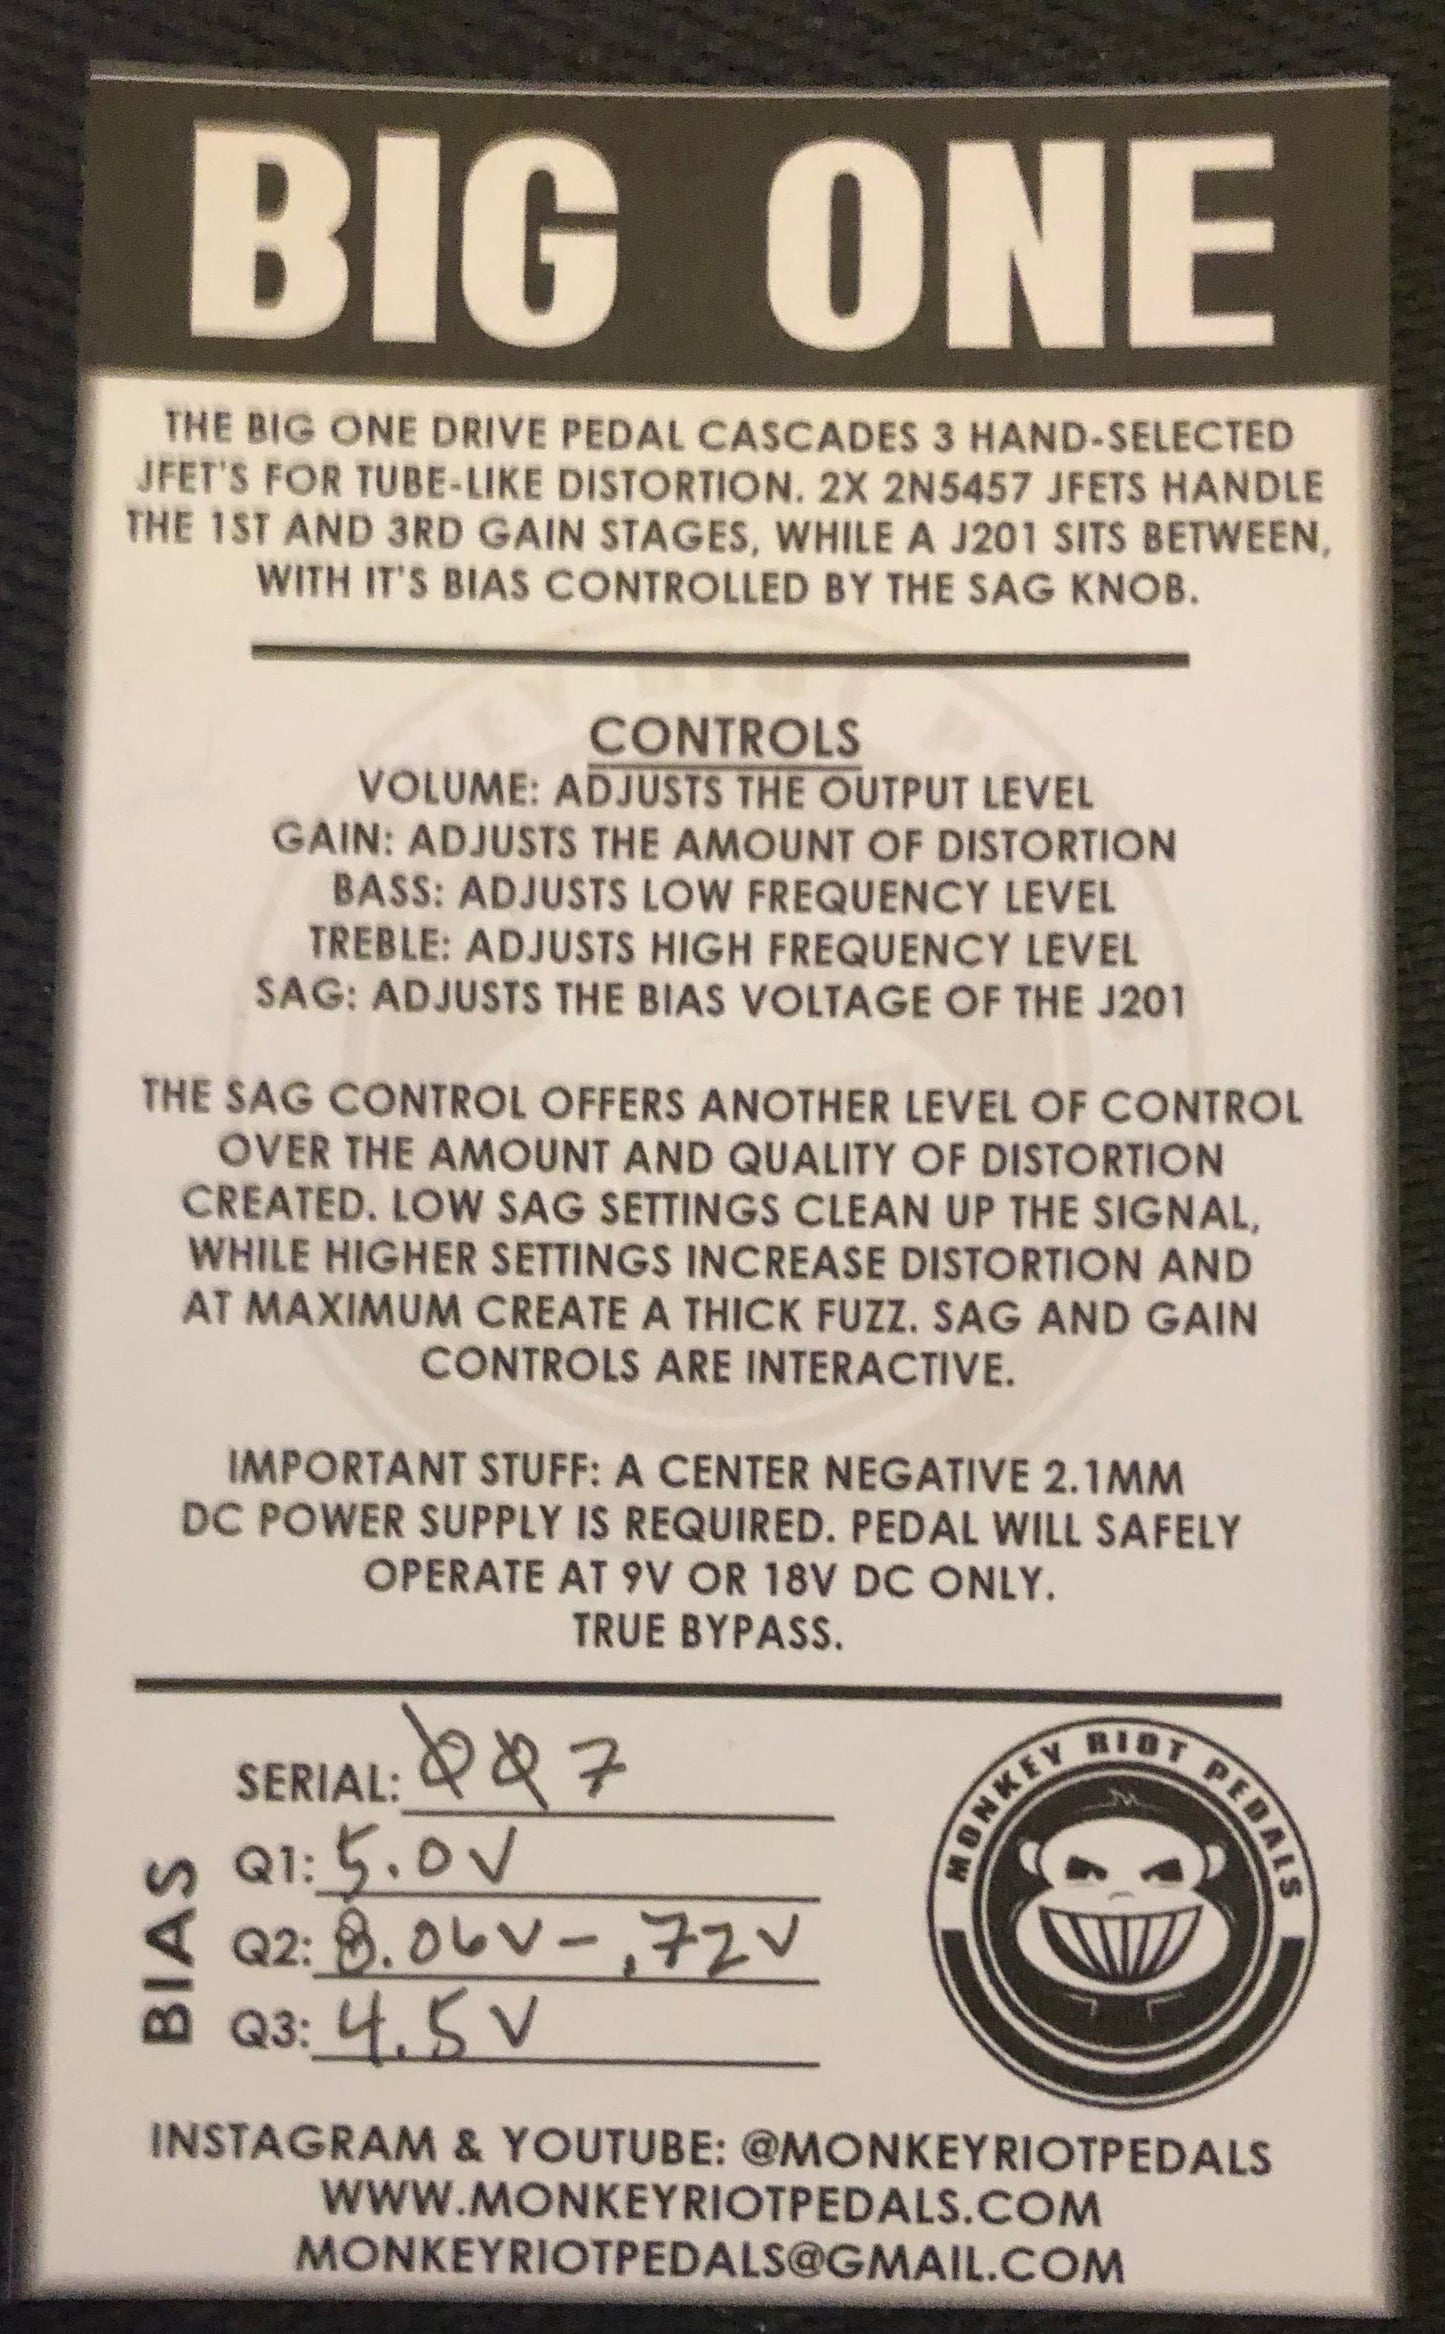 BIG ONE
THE BIG ONE DRIVE PEDAL CASCADES 3 HAND-SELECTED
JFET'S FOR TUBE-LIKE DISTORTION. 2X 2N5457 JFETS HANDLE
THE 1ST AND 3RD GAIN STAGES, WHILE A J201 SITS BETWEEN,
WITH IT'S BIAS CONTROLLED BY THE SAG KNOB.
CONTROLS
VOLUME: ADJUSTS THE OUTPUT LEVEL
GAIN: ADJUSTS THE AMOUNT OF DISTORTION
BASS: ADJUSTS LOW FREQUENCY LEVEL
TREBLE: ADJUSTS HIGH FREQUENCY LEVEL
SAG: ADJUSTS THE BIAS VOLTAGE OF THE J201
THE SAG CONTROL OFFERS ANOTHER LEVEL OF CONTROL
OVER THE AMOUNT AND QUALITY OF DISTORTION
CREATED. LOW SAG SETTINGS CLEAN UP THE SIGNAL,
WHILE HIGHER SETTINGS INCREASE DISTORTION AND
AT MAXIMUM CREATE A THICK FUZZ. SAG AND GAIN
CONTROLS ARE INTERACTIVE.
IMPORTANT STUFF: A CENTER NEGATIVE 2.1MM
DC POWER SUPPLY IS REQUIRED. PEDAL WILL SAFELY
OPERATE AT 9V OR 18V DC ONLY.
TRUE BYPASS.
SERIAL: 007
BIAS
Q1: 5.0V
Q2: 8.06V-.72V
Q3: 4.5V
MONKEY RIOT PEDALS
INSTAGRAM & YOUTUBE: @MONKEYRIOTPEDALS
WWW.MONKEYRIOTPEDALS.COM
MONKEYRIOTPEDALS@GMAIL.COM